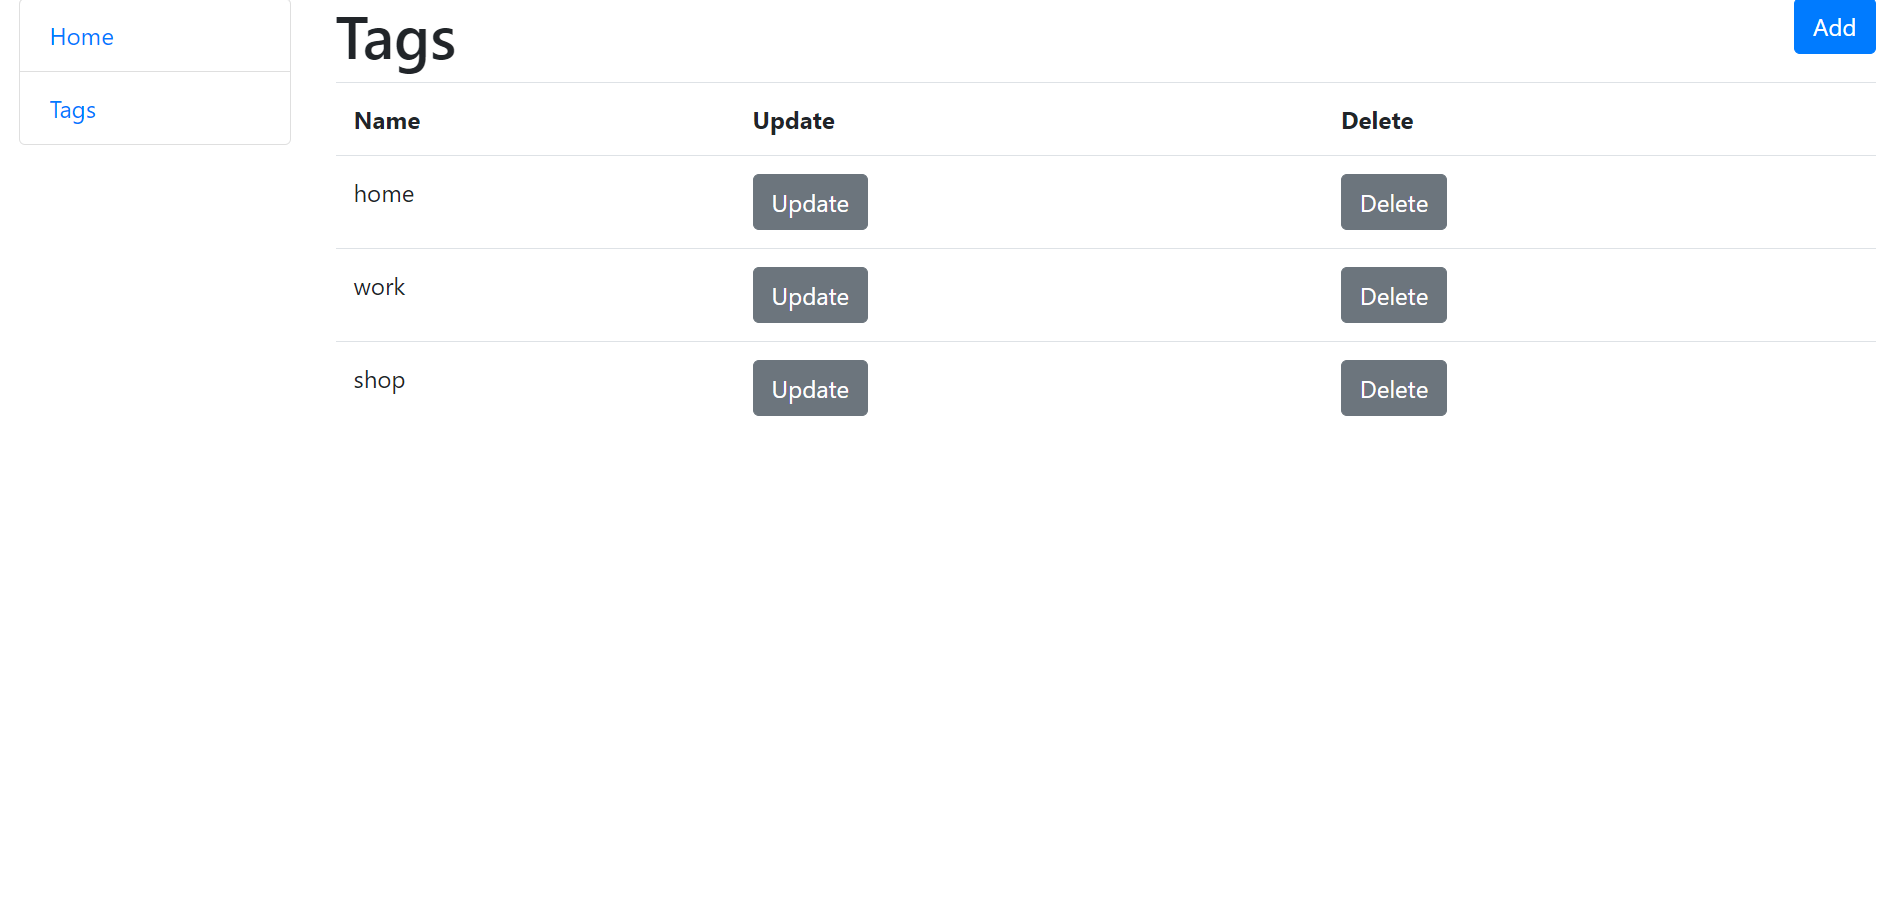 Home
Tags
Tags
Add
Name Update Delete
home Update Delete
work Update Delete
shop Update Delete